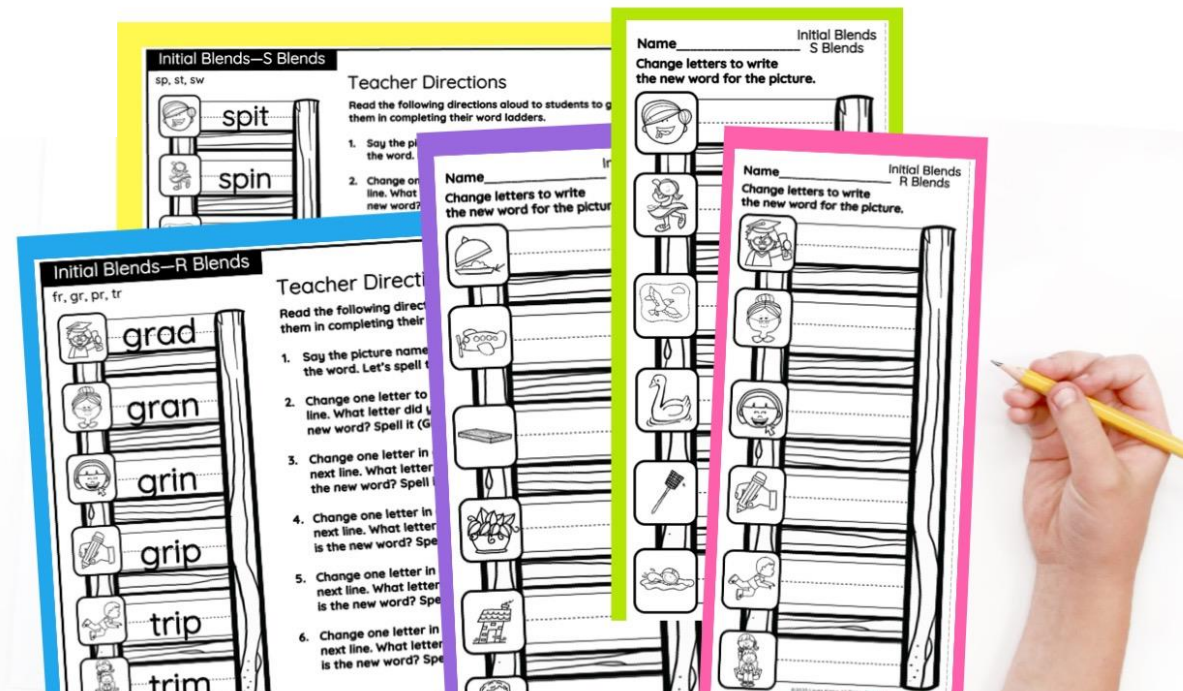 Initial Blends—S Blends
sp, st, sw
spit
spin
Teacher Directions
Read the following directions aloud to students to g
them in completing their word ladders.
1. Say the pi
the word.
2. Change on
line. What
new word?
Initial Blends—R Blends
fr, gr, pr, tr
grad
gran
grin
grip
trip
trim
Teacher Directi
Read the following direct
them in completing their
1. Say the picture name
the word. Let's spell t
2. Change one letter to
line. What letter did y
new word? Spell it (G
3. Change one letter in
next line. What letter
the new word? Spell i
4. Change one letter in
next line. What letter
is the new word? Spe
5. Change one letter in
next line. What letter
is the new word? Spe
6. Change one letter in
next line. What letter
is the new word? Spe
Name
Change letters to write
the new word for the pictur
Name
Initial Blends
S Blends
Change letters to write
the new word for the picture.
Name
Initial Blends
R Blends
Change letters to write
the new word for the picture.